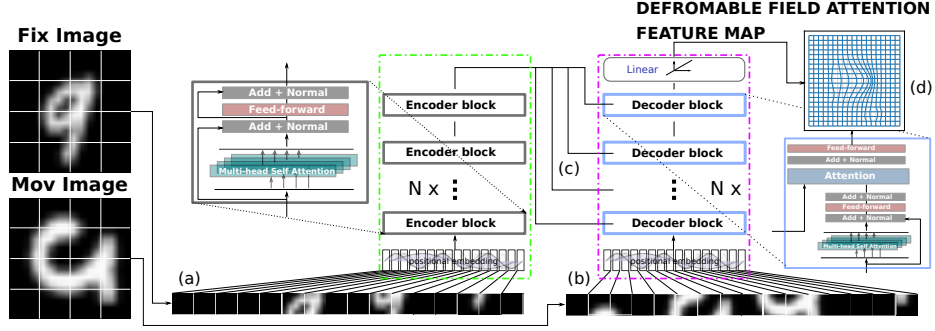 DEFROMABLE FIELD ATTENTION
FEATURE MAP
Fix Image
Mov Image
Add + Normal
Feed-forward
Add + Normal
Multi-head Self Attention
Encoder block
Encoder block
N x
Encoder block
positional embedding
(a)
Linear
Decoder block
Decoder block
(c)
N x
Decoder block
positional embedding
(b)
(d)
Feed-forward
Add + Normal
Attention
Add + Normal
Feed-forward
Add + Normal
Multi-head Self Attention